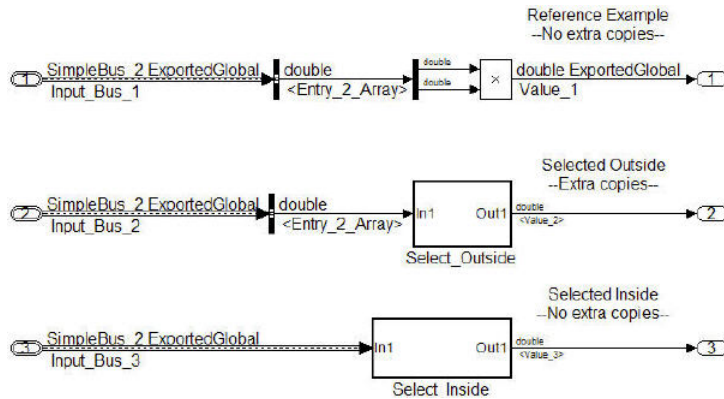 Reference Example
--No extra copies--
1 SimpleBus_2 ExportedGlobal double double × double ExportedGlobal 1
Input_Bus_1 <Entry_2_Array> double Value_1
Selected Outside
--Extra copies--
2 SimpleBus_2 ExportedGlobal double In1 Out1 double 2
Input_Bus_2 <Entry_2_Array> <Value_2>
Select_Outside
Selected Inside
--No extra copies--
3 SimpleBus_2 ExportedGlobal In1 Out1 double 3
Input_Bus_3 <Value_3>
Select_Inside